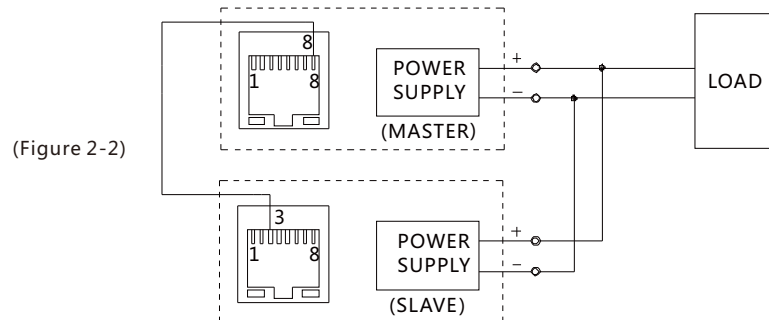 8
1 8
POWER
SUPPLY
(MASTER)
+
−
LOAD
(Figure 2-2)
3
1 8
POWER
SUPPLY
(SLAVE)
+
−